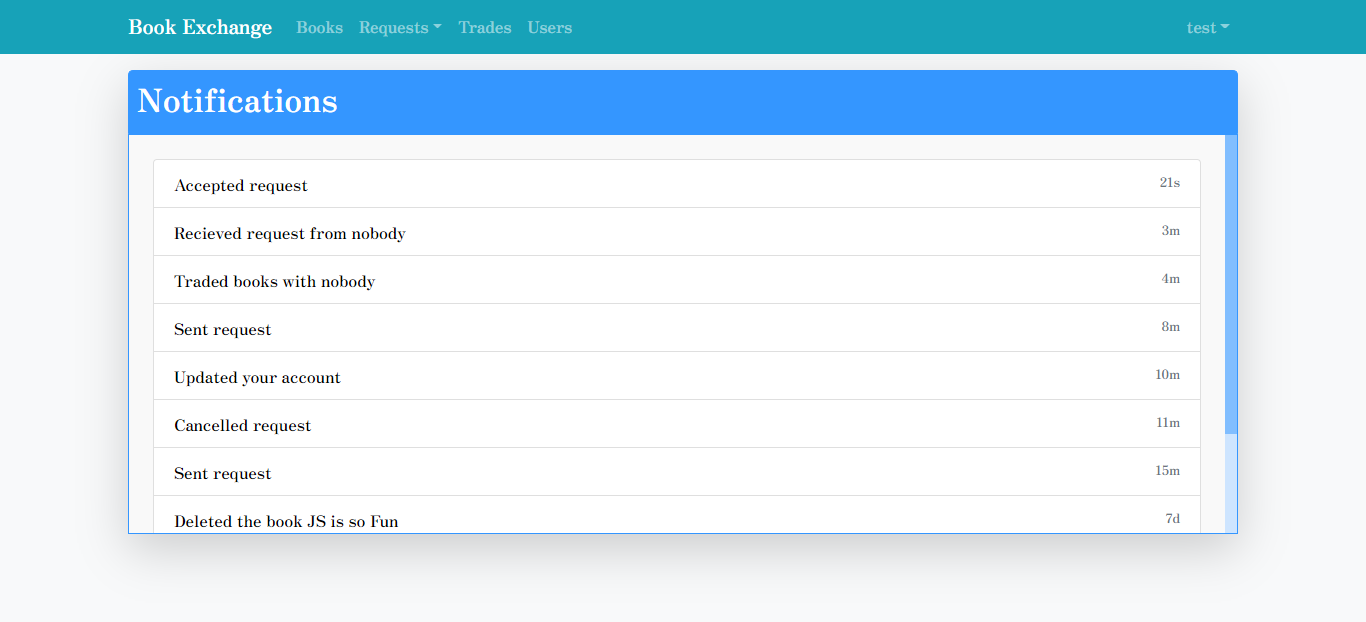 Book Exchange Books Requests Trades Users test
Notifications
Accepted request 21s
Recieved request from nobody 3m
Traded books with nobody 4m
Sent request 8m
Updated your account 10m
Cancelled request 11m
Sent request 15m
Deleted the book JS is so Fun 7d